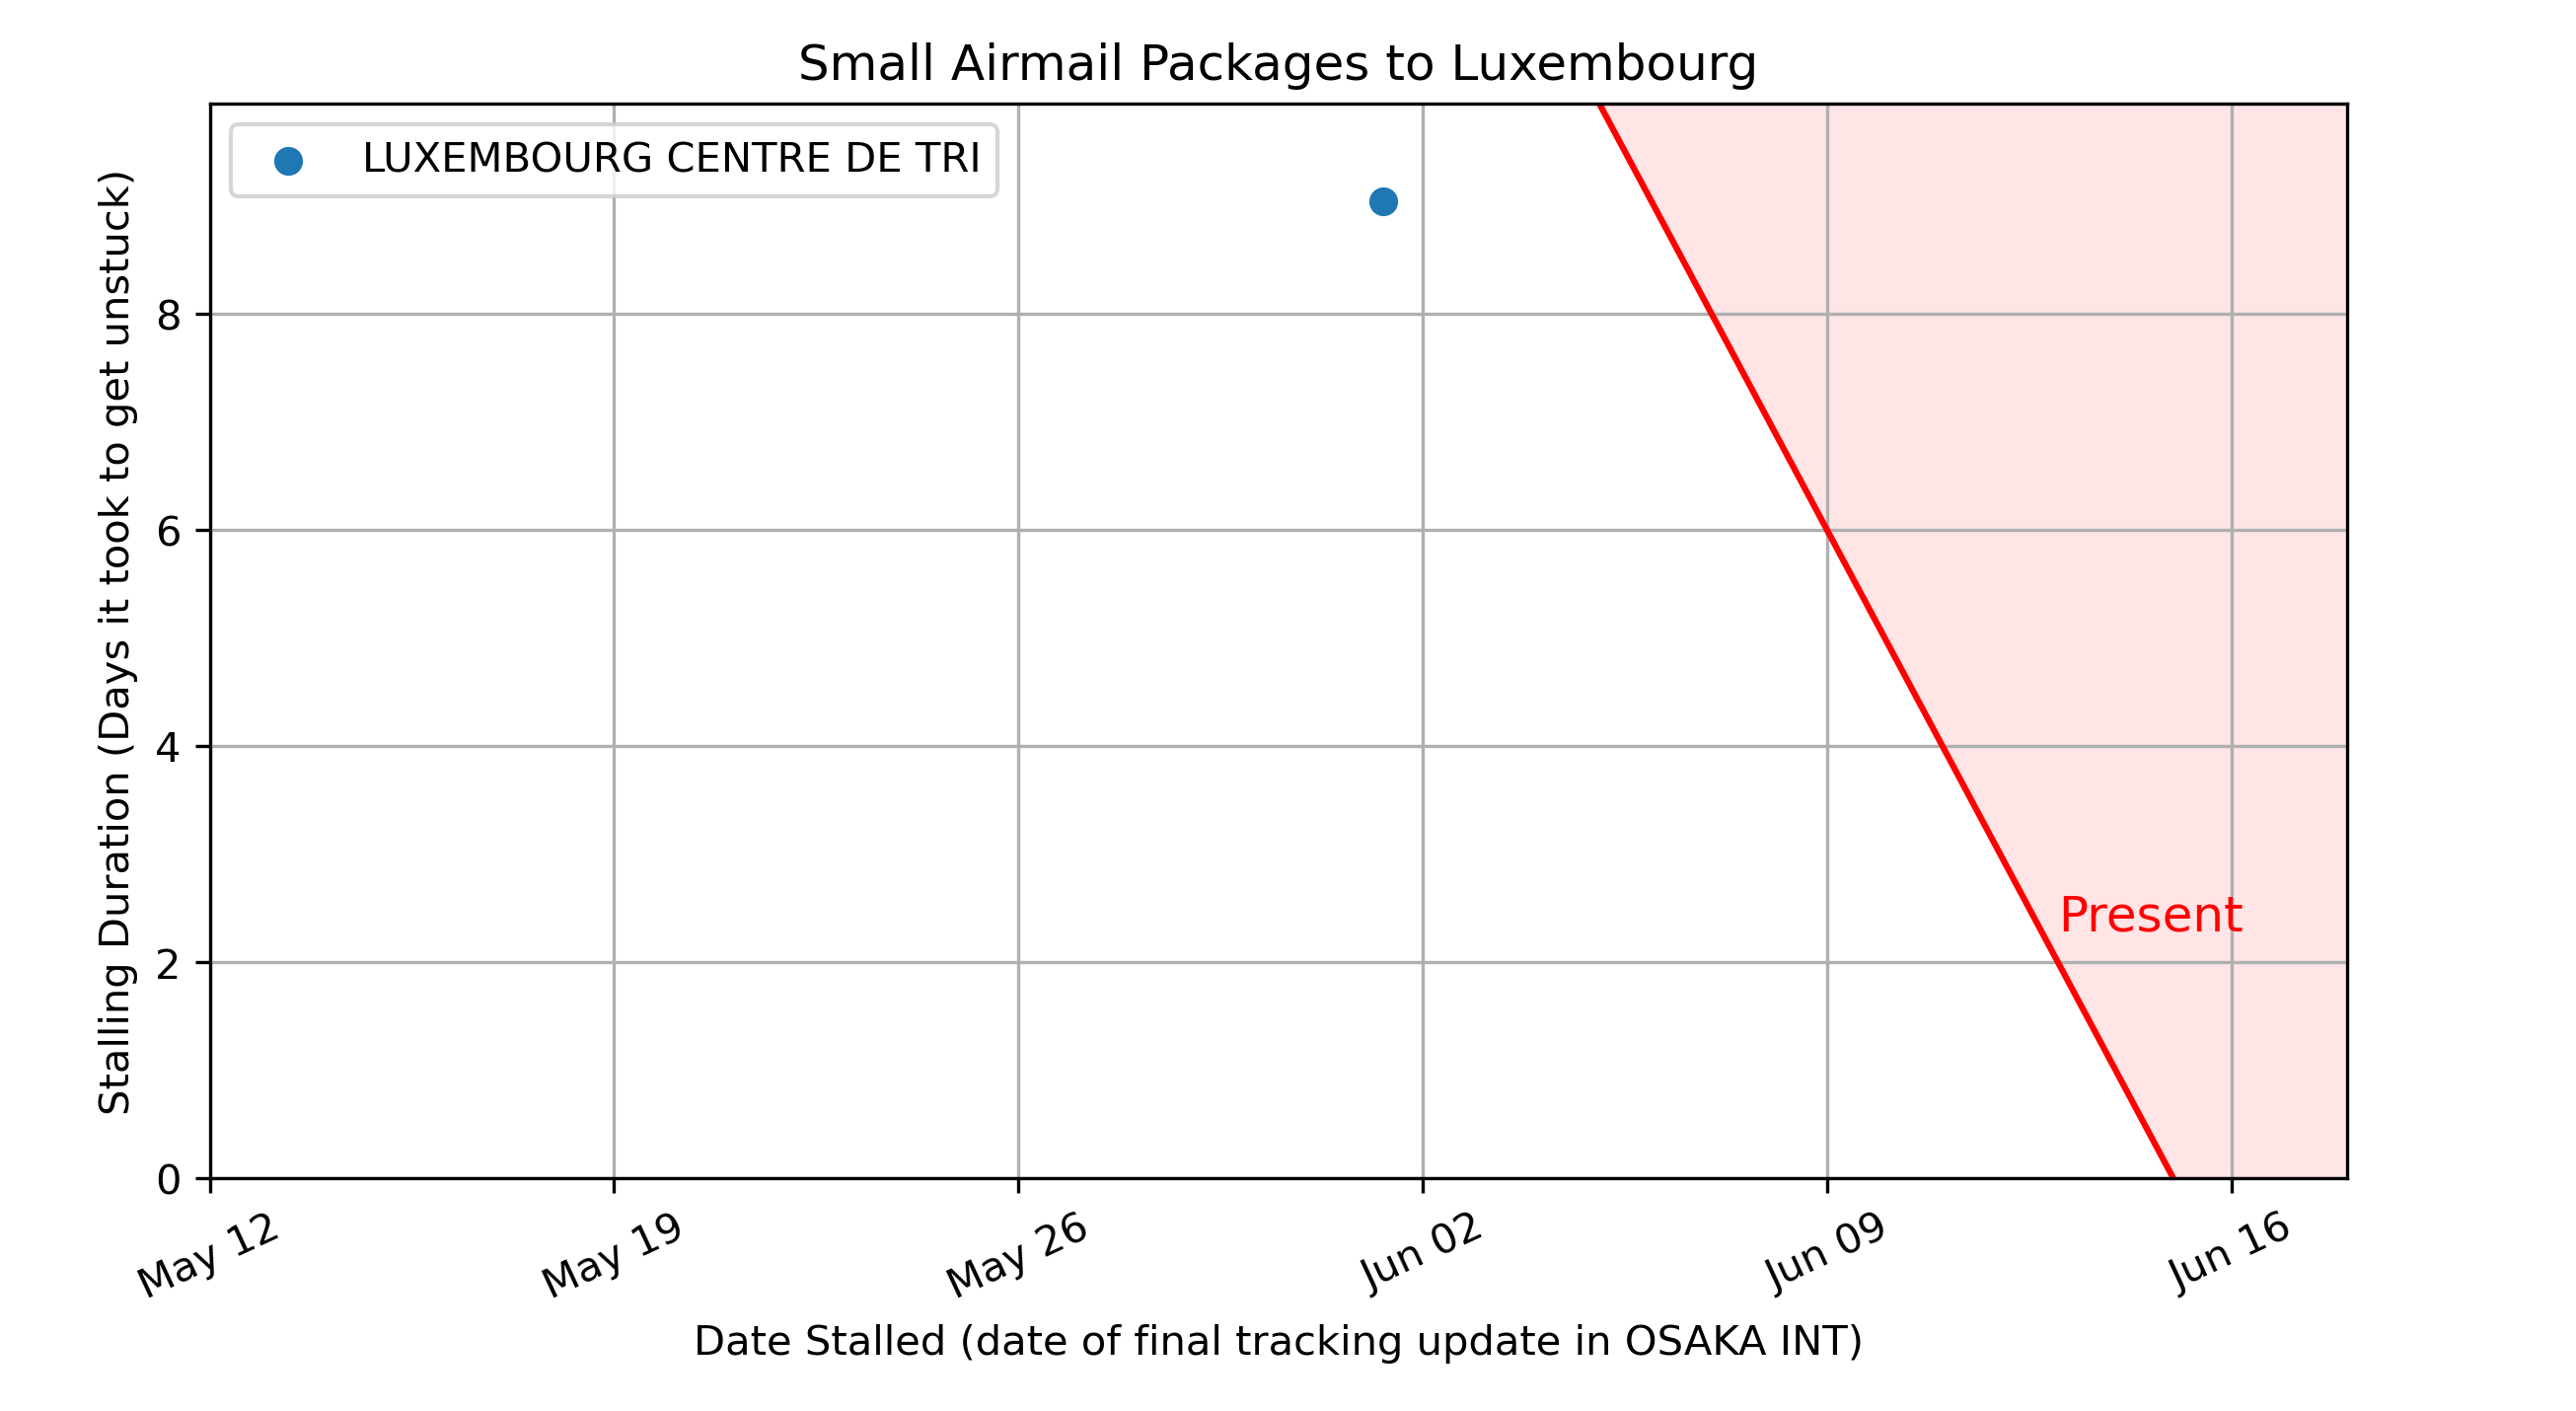 Small Airmail Packages to Luxembourg
LUXEMBOURG CENTRE DE TRI
Stalling Duration (Days it took to get unstuck)
8
6
4
2
0
Present
May 12
May 19
May 26
Jun 02
Jun 09
Jun 16
Date Stalled (date of final tracking update in OSAKA INT)